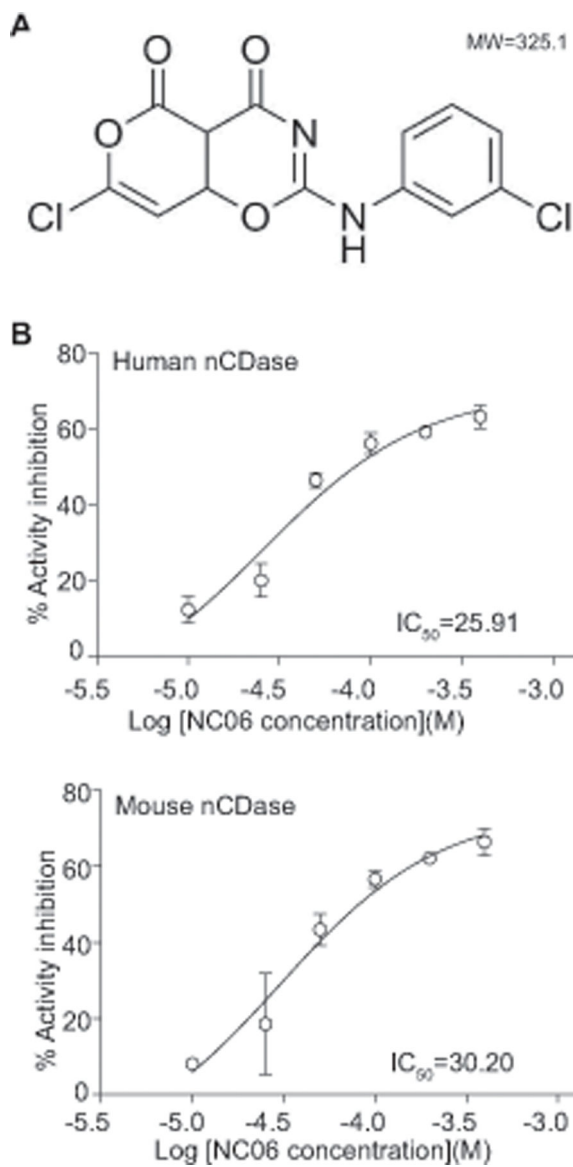 A
MW=325.1
O O
O N
Cl O N Cl
H
B
Human nCDase
80
60
40
20
0
% Activity inhibition
IC50=25.91
-5.5 -5.0 -4.5 -4.0 -3.5 -3.0
Log [NC06 concentration](M)
Mouse nCDase
80
60
40
20
0
% Activity inhibition
IC50=30.20
-5.5 -5.0 -4.5 -4.0 -3.5 -3.0
Log [NC06 concentration](M)